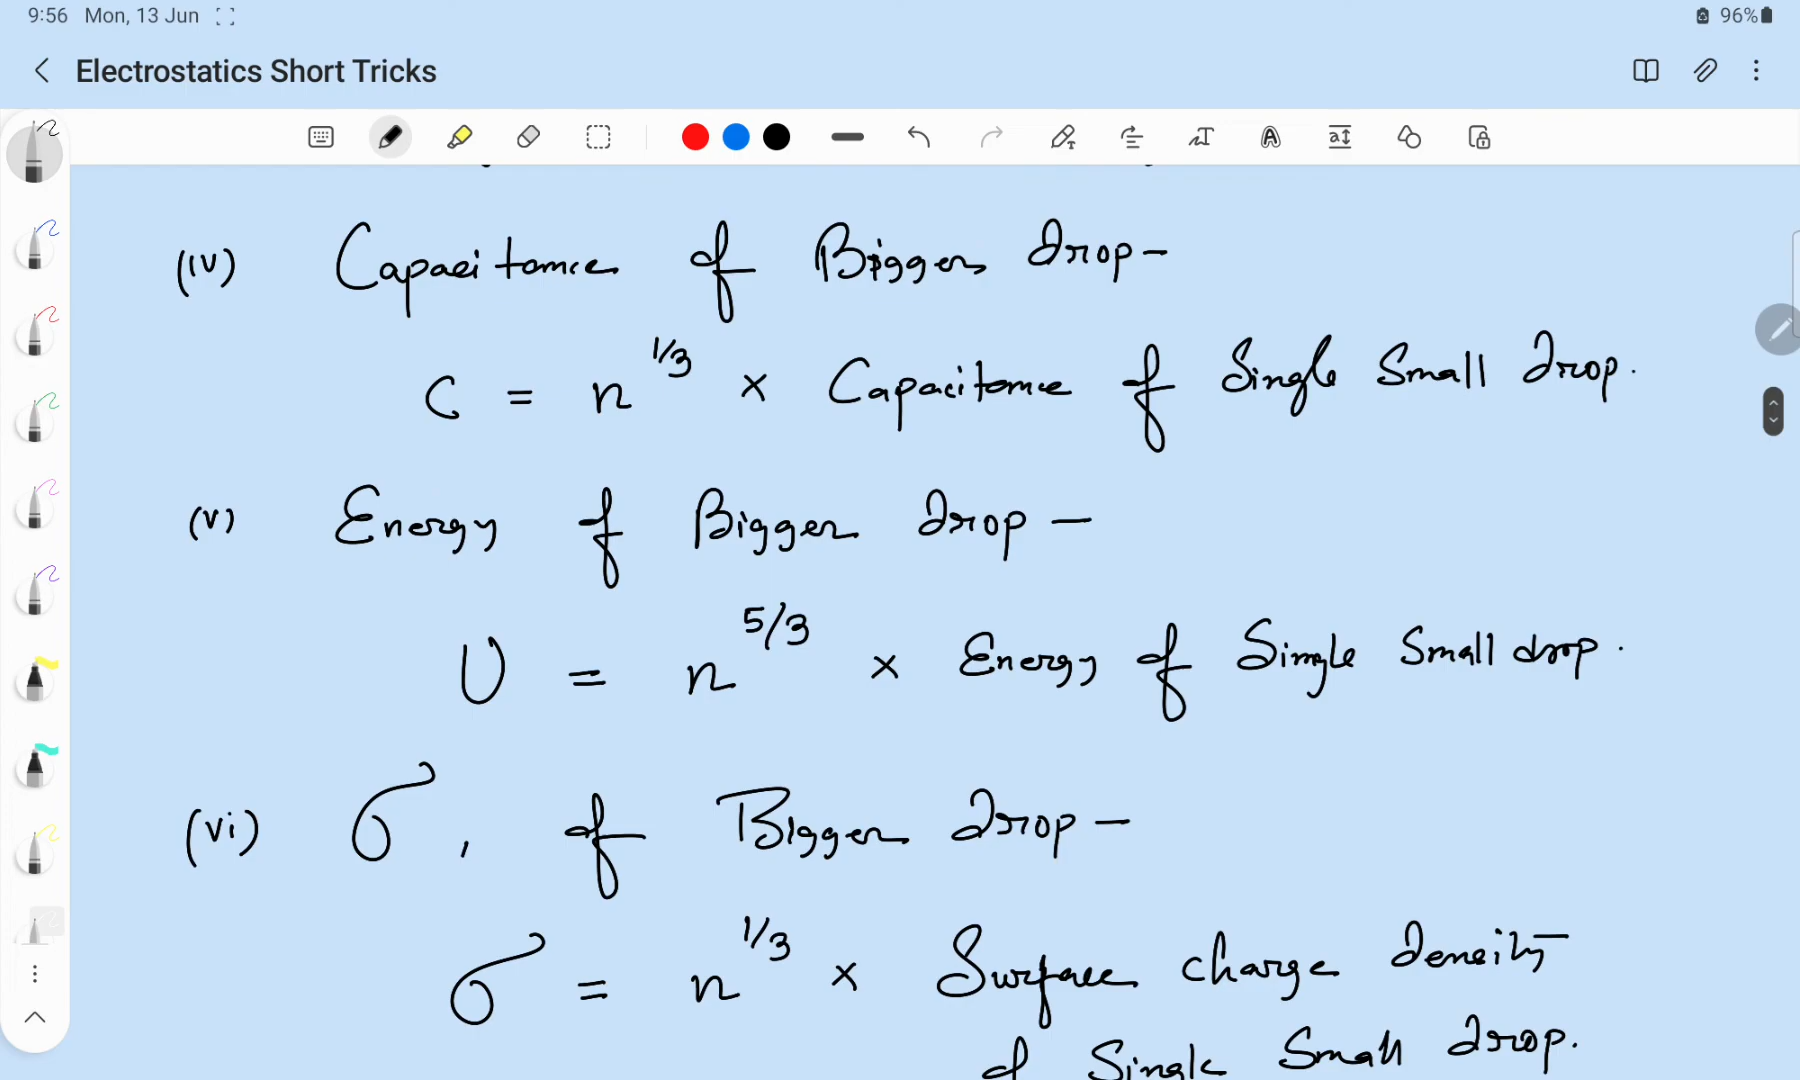 9:56 Mon, 13 Jun 96%
Electrostatics Short Tricks
(iv) Capacitance of Bigger drop-
C = n^1/3 × Capacitance of Single Small drop.
(v) Energy of Bigger drop-
U = n^5/3 × Energy of Single Small drop.
(vi) σ, of Bigger drop-
σ = n^1/3 × Surface charge density
of Single Small drop.